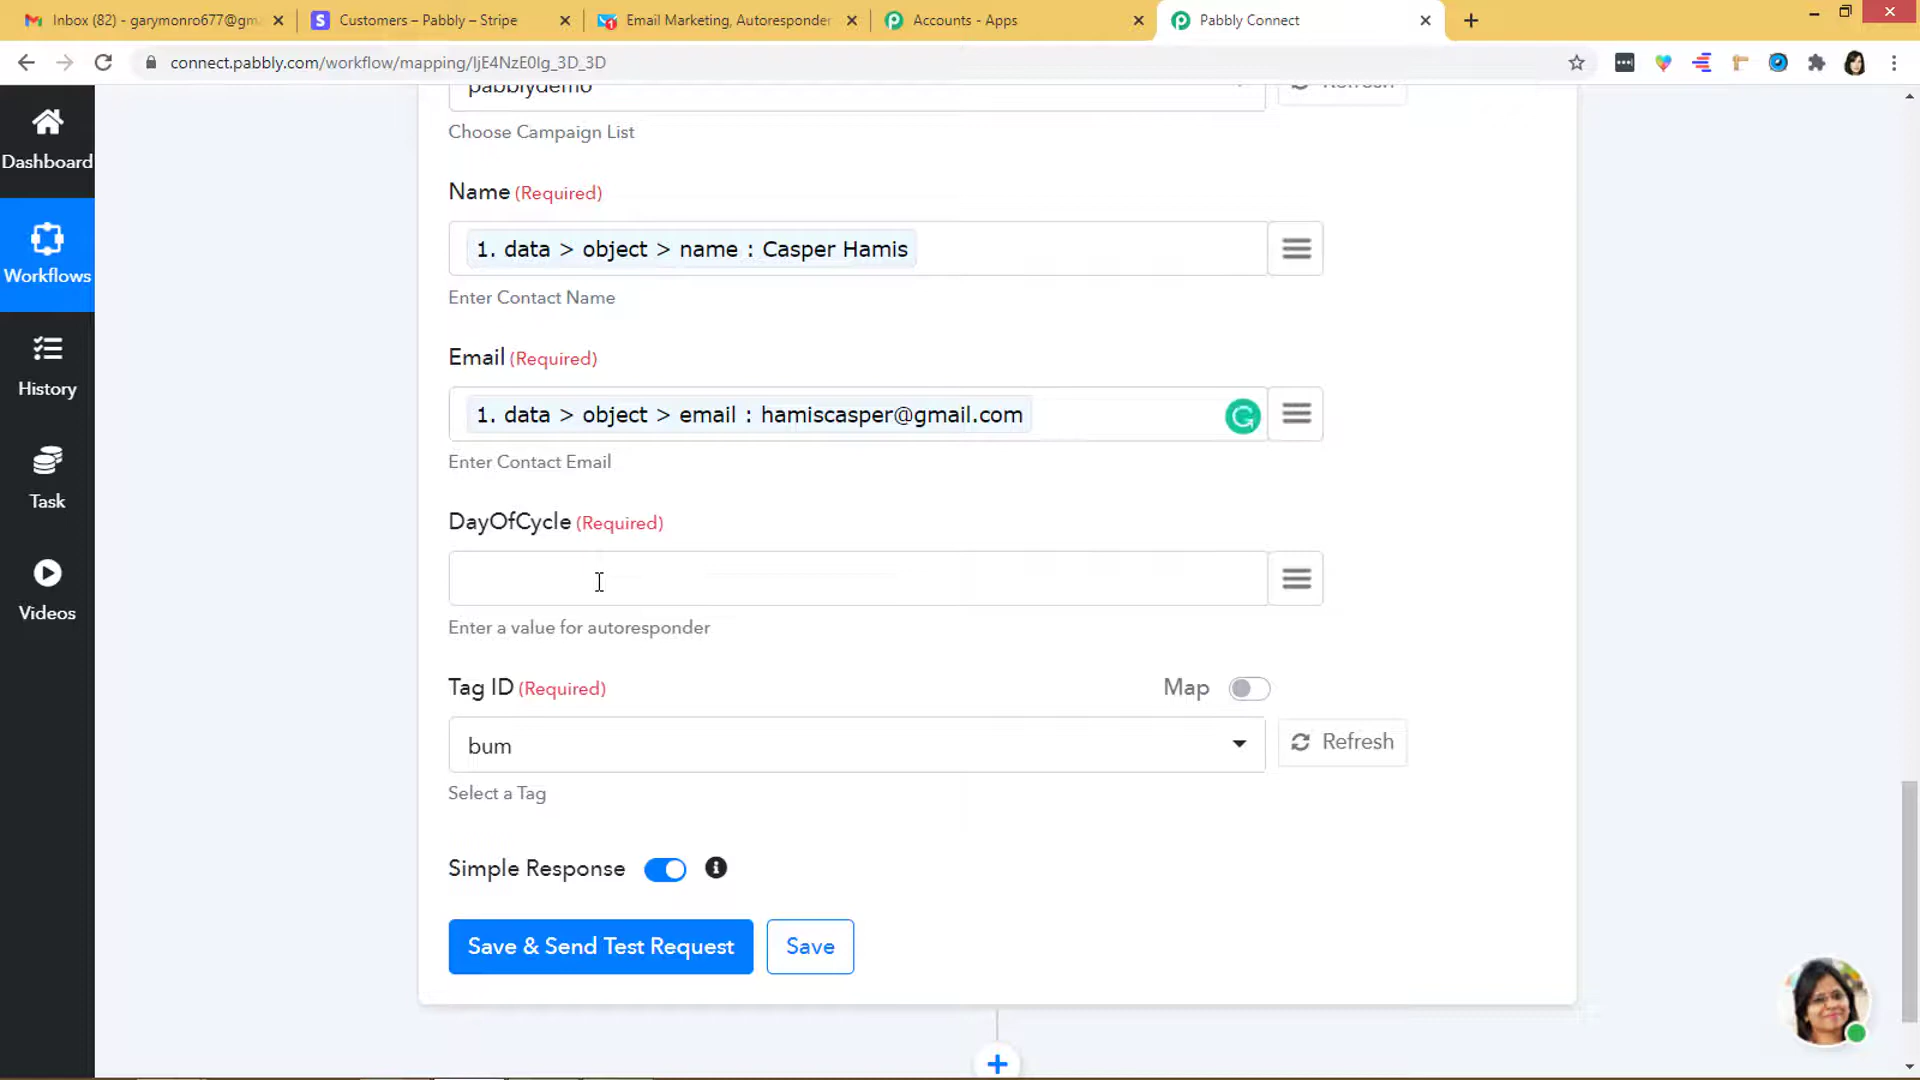 Inbox (82) - garymonro677@gm
Customers – Pabbly – Stripe
Email Marketing, Autoresponder
Accounts - Apps
Pabbly Connect
connect.pabbly.com/workflow/mapping/IjE4NzE0Ig_3D_3D
Dashboard
Workflows
History
Task
Videos
pabblydemo
Refresh
Choose Campaign List
Name (Required)
1. data > object > name : Casper Hamis
Enter Contact Name
Email (Required)
1. data > object > email : hamiscasper@gmail.com
Enter Contact Email
DayOfCycle (Required)
Enter a value for autoresponder
Tag ID (Required)
Map
bum
Refresh
Select a Tag
Simple Response
Save & Send Test Request
Save